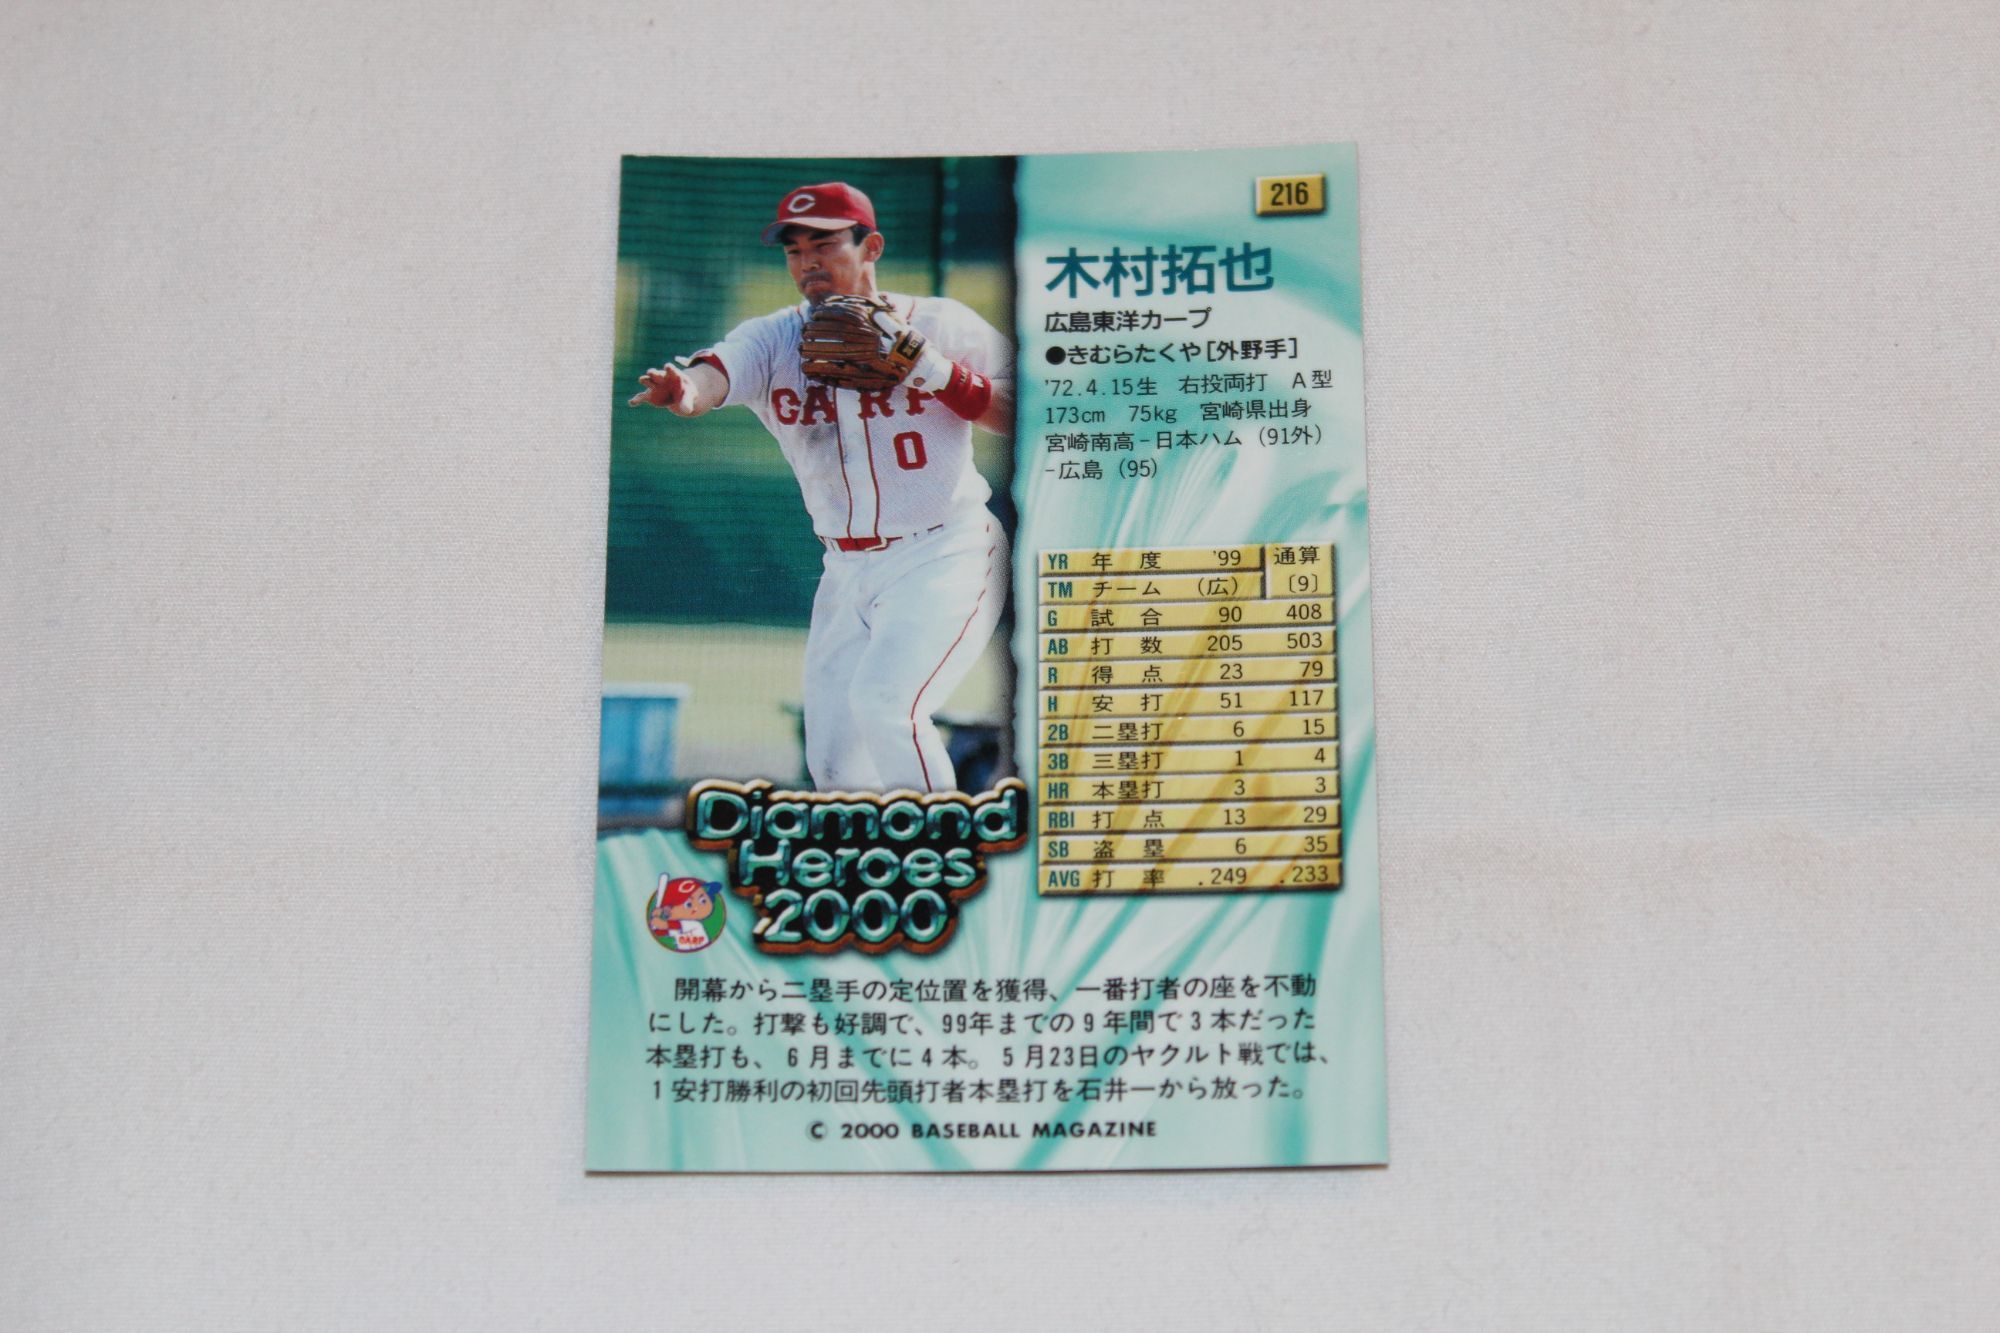 216
木村拓也
広島東洋カープ
●きむらたくや[外野手]
'72.4.15生 右投両打 A型
173cm 75kg 宮崎県出身
宮崎南高-日本ハム(91外)
-広島(95)
CARP
0
YR 年度 '99 通算
TM チーム (広) 〔9〕
G 試合 90 408
AB 打数 205 503
R 得点 23 79
H 安打 51 117
2B 二塁打 6 15
3B 三塁打 1 4
HR 本塁打 3 3
RBI 打点 13 29
SB 盗塁 6 35
AVG 打率 .249 .233
Diamond
Heroes
2000
CARP
開幕から二塁手の定位置を獲得、一番打者の座を不動
にした。打撃も好調で、99年までの9年間で3本だった
本塁打も、6月までに4本。5月23日のヤクルト戦では、
1安打勝利の初回先頭打者本塁打を石井一から放った。
© 2000 BASEBALL MAGAZINE